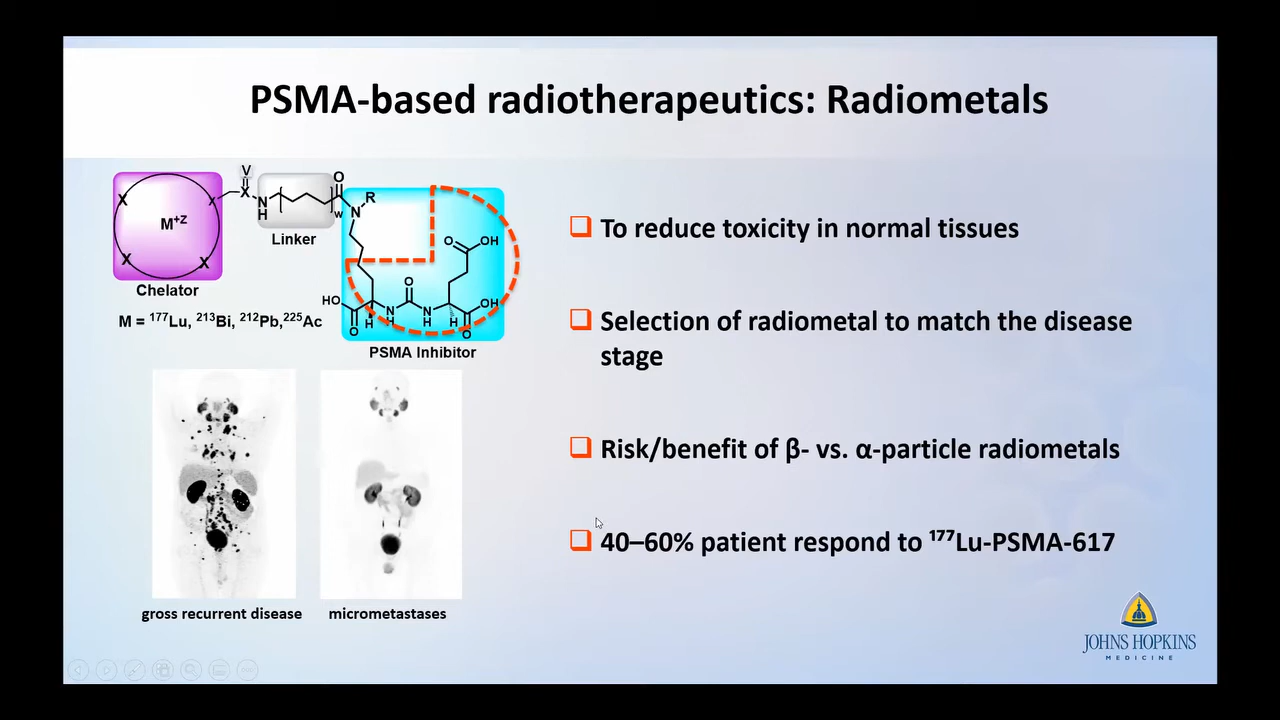 PSMA-based radiotherapeutics: Radiometals
V
X
N
H
O
R
N
w
X
X
X
X
M⁺ᶻ
Linker
Chelator
M = ¹⁷⁷Lu, ²¹³Bi, ²¹²Pb,²²⁵Ac
O
OH
HO
O
O
OH
N
N
O
H
H
H
H
PSMA Inhibitor
gross recurrent disease
micrometastases
❑ To reduce toxicity in normal tissues
❑ Selection of radiometal to match the disease
stage
❑ Risk/benefit of β- vs. α-particle radiometals
❑ 40–60% patient respond to ¹⁷⁷Lu-PSMA-617
JOHNS HOPKINS
MEDICINE